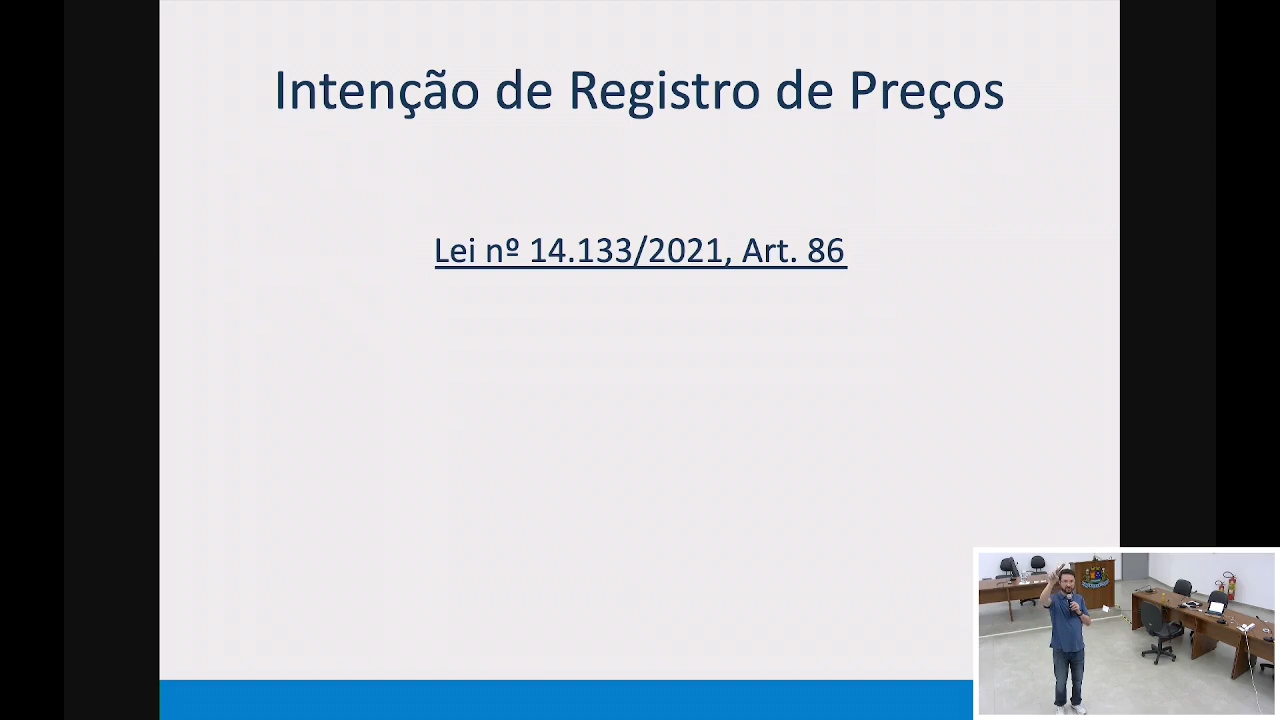 Intenção de Registro de Preços
Lei nº 14.133/2021, Art. 86